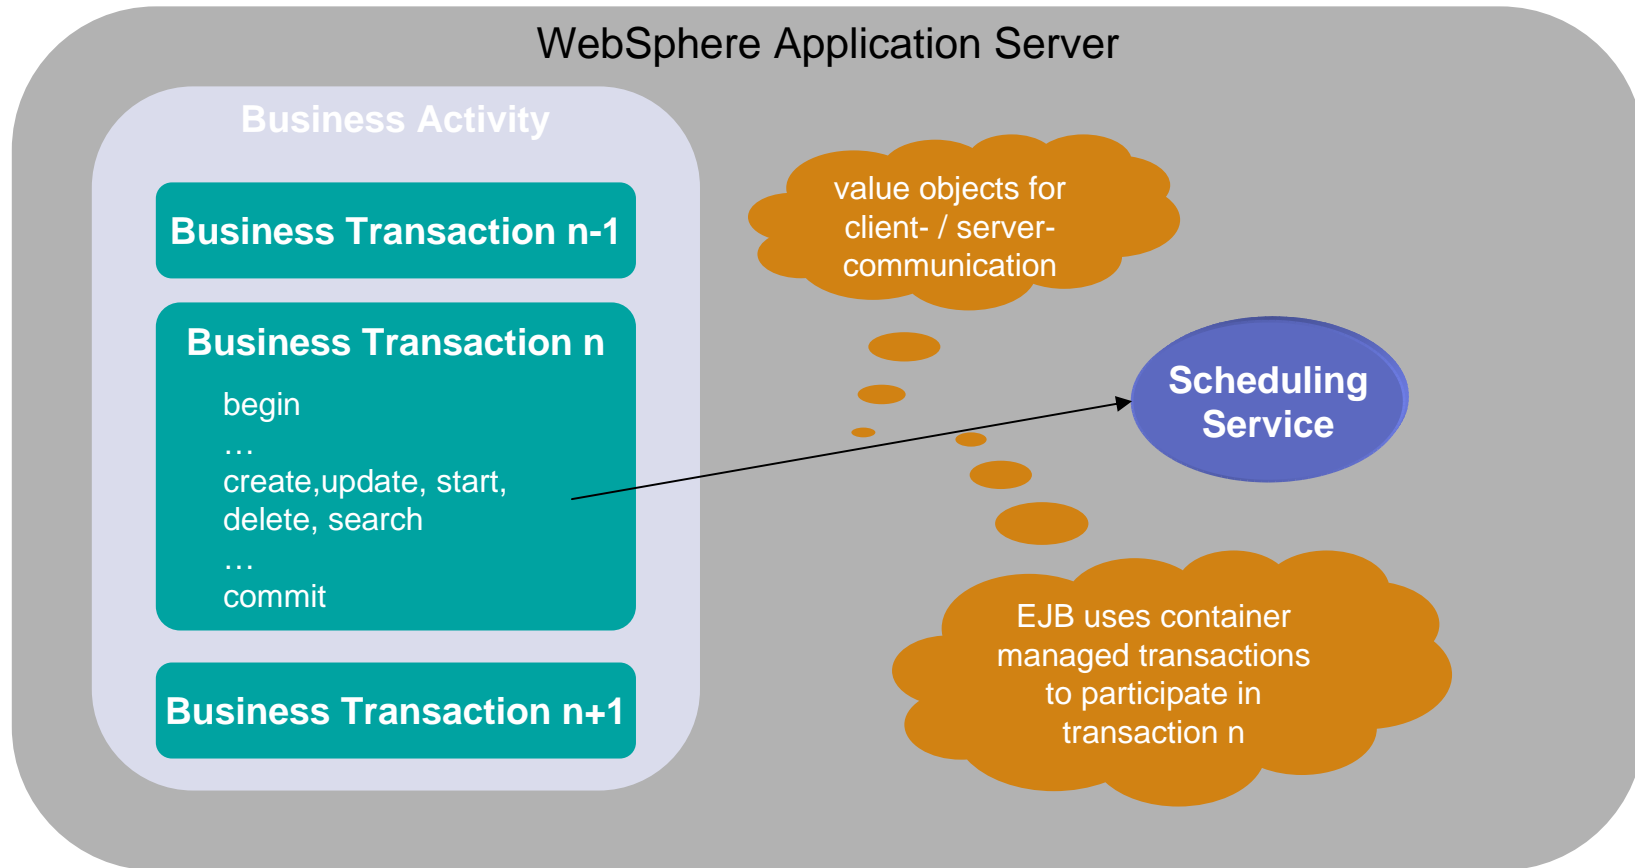 WebSphere Application Server
Business Activity
Business Transaction n-1
Business Transaction n
begin
…
create,update, start,
delete, search
…
commit
Business Transaction n+1
value objects for
client- / server-
communication
Scheduling
Service
EJB uses container
managed transactions
to participate in
transaction n